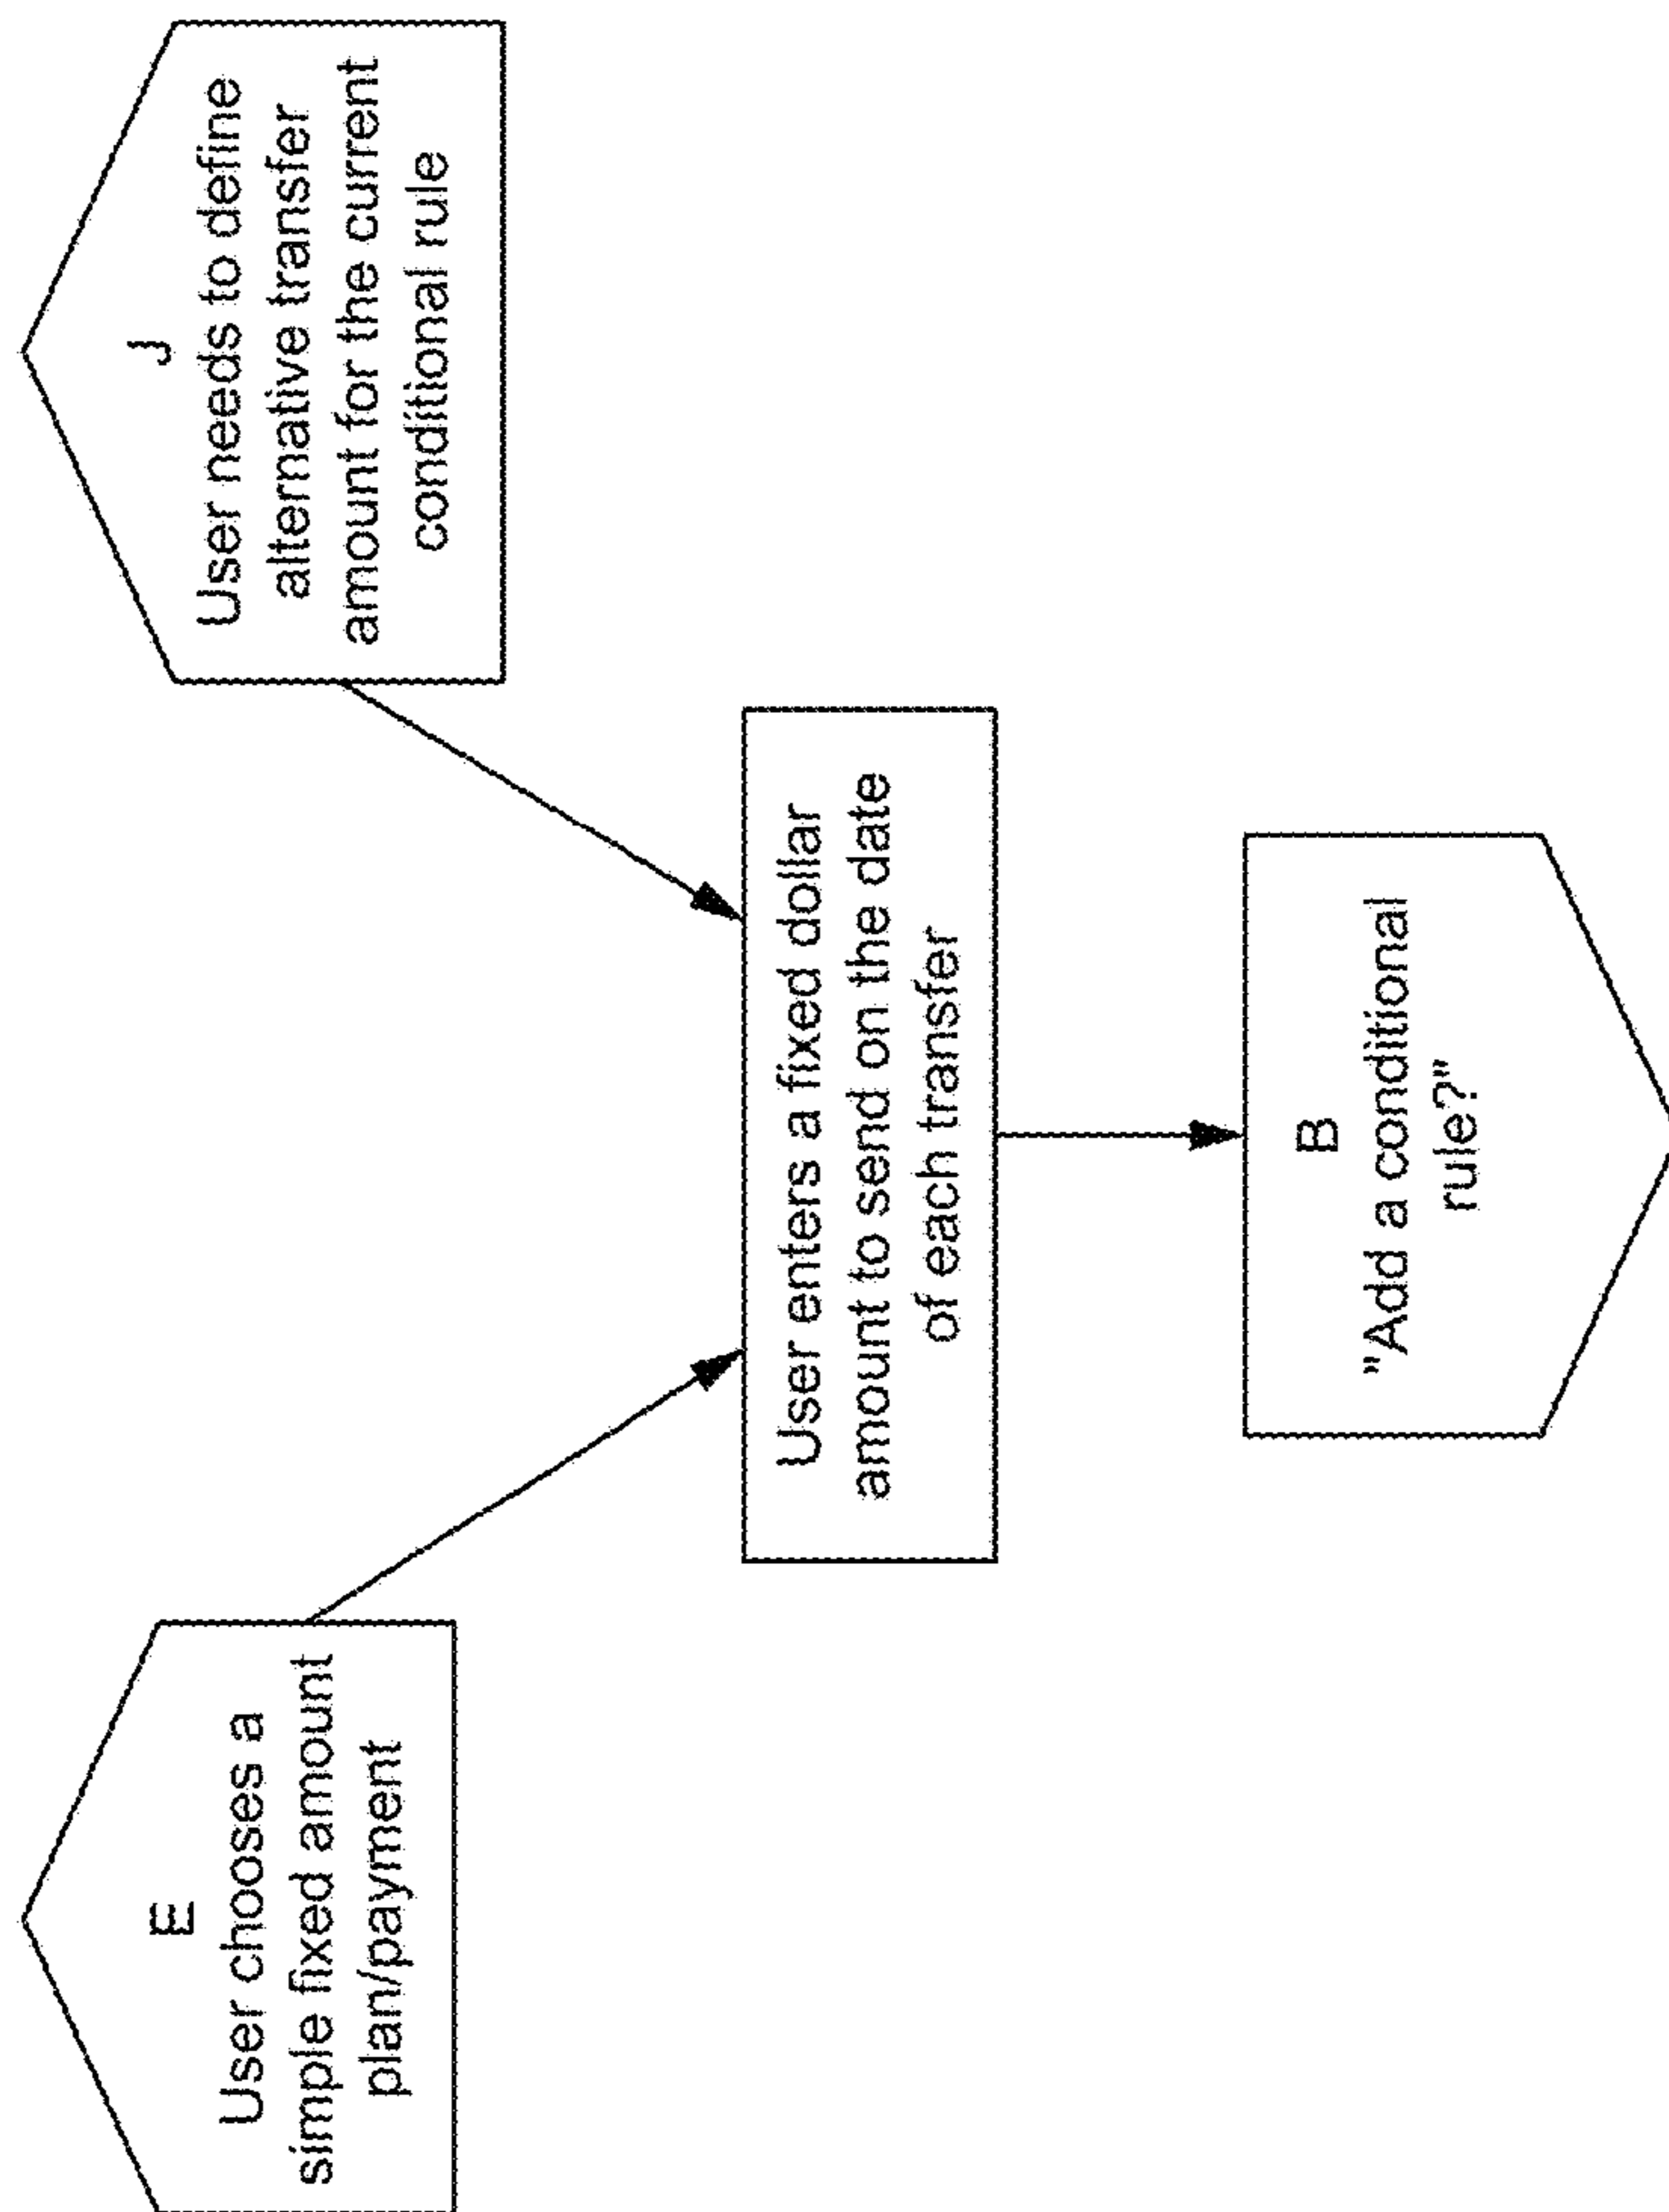 E
User chooses a
simple fixed amount
plan/payment
J
User needs to define
alternative transfer
amount for the current
conditional rule
User enters a fixed dollar
amount to send on the date
of each transfer
B
"Add a conditional
rule?"